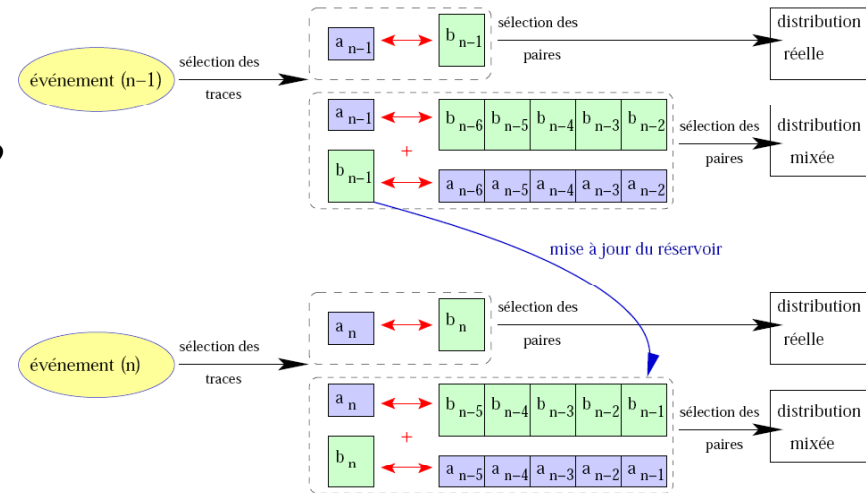 événement (n−1)
sélection des
traces
a n−1
b n−1
sélection des
paires
distribution
réelle
a n−1
b n−6 b n−5 b n−4 b n−3 b n−2
+
b n−1
a n−6 a n−5 a n−4 a n−3 a n−2
sélection des
paires
distribution
mixée
mise à jour du réservoir
événement (n)
sélection des
traces
a n
b n
sélection des
paires
distribution
réelle
a n
b n−5 b n−4 b n−3 b n−2 b n−1
+
b n
a n−5 a n−4 a n−3 a n−2 a n−1
sélection des
paires
distribution
mixée